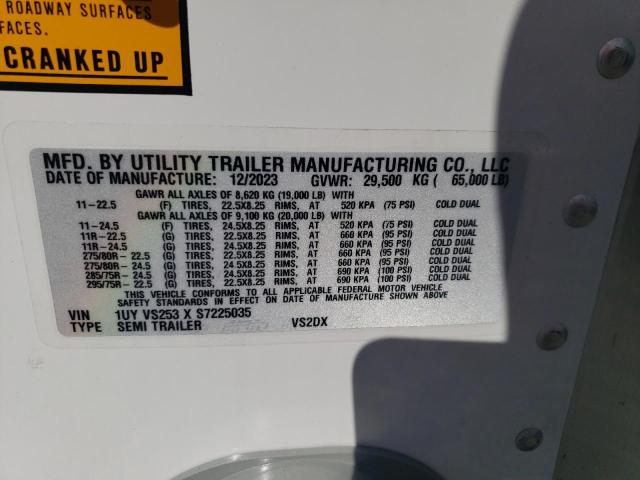 ROADWAY SURFACES
FACES.
CRANKED UP
MFD. BY UTILITY TRAILER MANUFACTURING CO., LLC
DATE OF MANUFACTURE: 12/2023 GVWR: 29,500 KG ( 65,000 LB)
GAWR ALL AXLES OF 8,620 KG (19,000 LB) WITH
11-22.5 (F) TIRES, 22.5X8.25 RIMS, AT 520 KPA (75 PSI) COLD DUAL
GAWR ALL AXLES OF 9,100 KG (20,000 LB) WITH
11-24.5 (F) TIRES, 24.5X8.25 RIMS, AT 520 KPA (75 PSI) COLD DUAL
11R-22.5 (G) TIRES, 22.5X8.25 RIMS, AT 660 KPA (95 PSI) COLD DUAL
11R-24.5 (G) TIRES, 24.5X8.25 RIMS, AT 660 KPA (95 PSI) COLD DUAL
275/80R- 22.5 (G) TIRES, 22.5X8.25 RIMS, AT 660 KPA (95 PSI) COLD DUAL
275/80R- 24.5 (G) TIRES, 24.5X8.25 RIMS, AT 660 KPA (95 PSI) COLD DUAL
285/75R- 24.5 (G) TIRES, 24.5X8.25 RIMS, AT 690 KPA (100 PSI) COLD DUAL
295/75R- 22.5 (G) TIRES, 22.5X8.25 RIMS, AT 690 KPA (100 PSI) COLD DUAL
THIS VEHICLE CONFORMS TO ALL APPLICABLE FEDERAL MOTOR VEHICLE
SAFETY STANDARDS IN EFFECT ON DATE OF MANUFACTURE SHOWN ABOVE
VIN 1UY VS253 X S7225035
TYPE SEMI TRAILER VS2DX